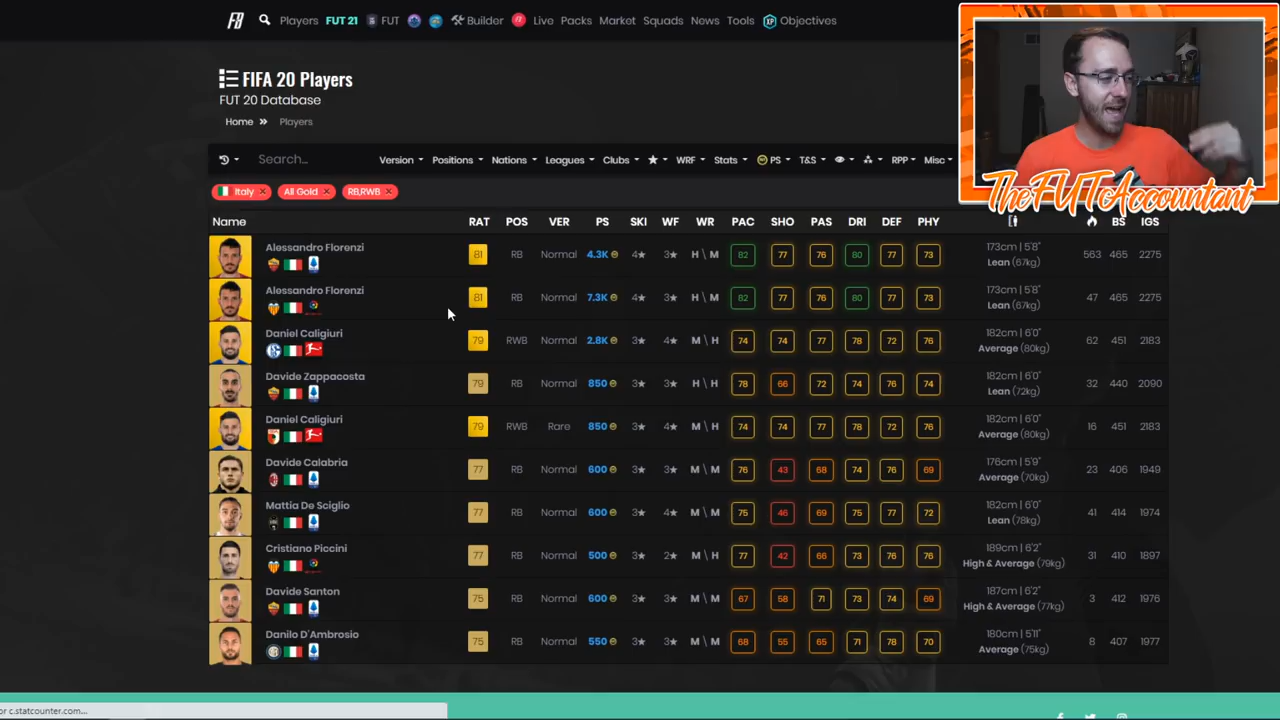 FB Players FUT 21 FUT Builder Live Packs Market Squads News Tools Objectives
FIFA 20 Players
FUT 20 Database
Home » Players
Search... Version Positions Nations Leagues Clubs WRF Stats PS T&S RPP Misc
Italy × All Gold × RB,RWB ×
TheFUTAccountant
Name RAT POS VER PS SKI WF WR PAC SHO PAS DRI DEF PHY BS IGS
Alessandro Florenzi 81 RB Normal 4.3K 4★ 3★ H \ M 82 77 76 80 77 73 173cm | 5'8" Lean (67kg) 563 465 2275
Alessandro Florenzi 81 RB Normal 7.3K 4★ 3★ H \ M 82 77 76 80 77 73 173cm | 5'8" Lean (67kg) 47 465 2275
Daniel Caligiuri 79 RWB Normal 2.8K 3★ 4★ M \ H 74 74 77 78 72 76 182cm | 6'0" Average (80kg) 62 451 2183
Davide Zappacosta 79 RB Normal 850 3★ 3★ H \ H 78 66 72 74 76 74 182cm | 6'0" Lean (72kg) 32 440 2090
Daniel Caligiuri 79 RWB Rare 850 3★ 4★ M \ H 74 74 77 78 72 76 182cm | 6'0" Average (80kg) 16 451 2183
Davide Calabria 77 RB Normal 600 3★ 3★ M \ M 76 43 68 74 76 69 176cm | 5'9" Average (70kg) 23 406 1949
Mattia De Sciglio 77 RB Normal 600 3★ 4★ M \ M 75 46 69 75 77 72 182cm | 6'0" Lean (78kg) 41 414 1974
Cristiano Piccini 77 RB Normal 500 3★ 2★ M \ H 77 42 66 73 76 76 189cm | 6'2" High & Average (79kg) 31 410 1897
Davide Santon 75 RB Normal 600 3★ 3★ M \ M 67 58 71 73 74 69 187cm | 6'2" High & Average (77kg) 3 412 1976
Danilo D'Ambrosio 75 RB Normal 550 3★ 3★ M \ M 68 55 65 71 78 70 180cm | 5'11" Average (75kg) 8 407 1977
or c.statcounter.com...